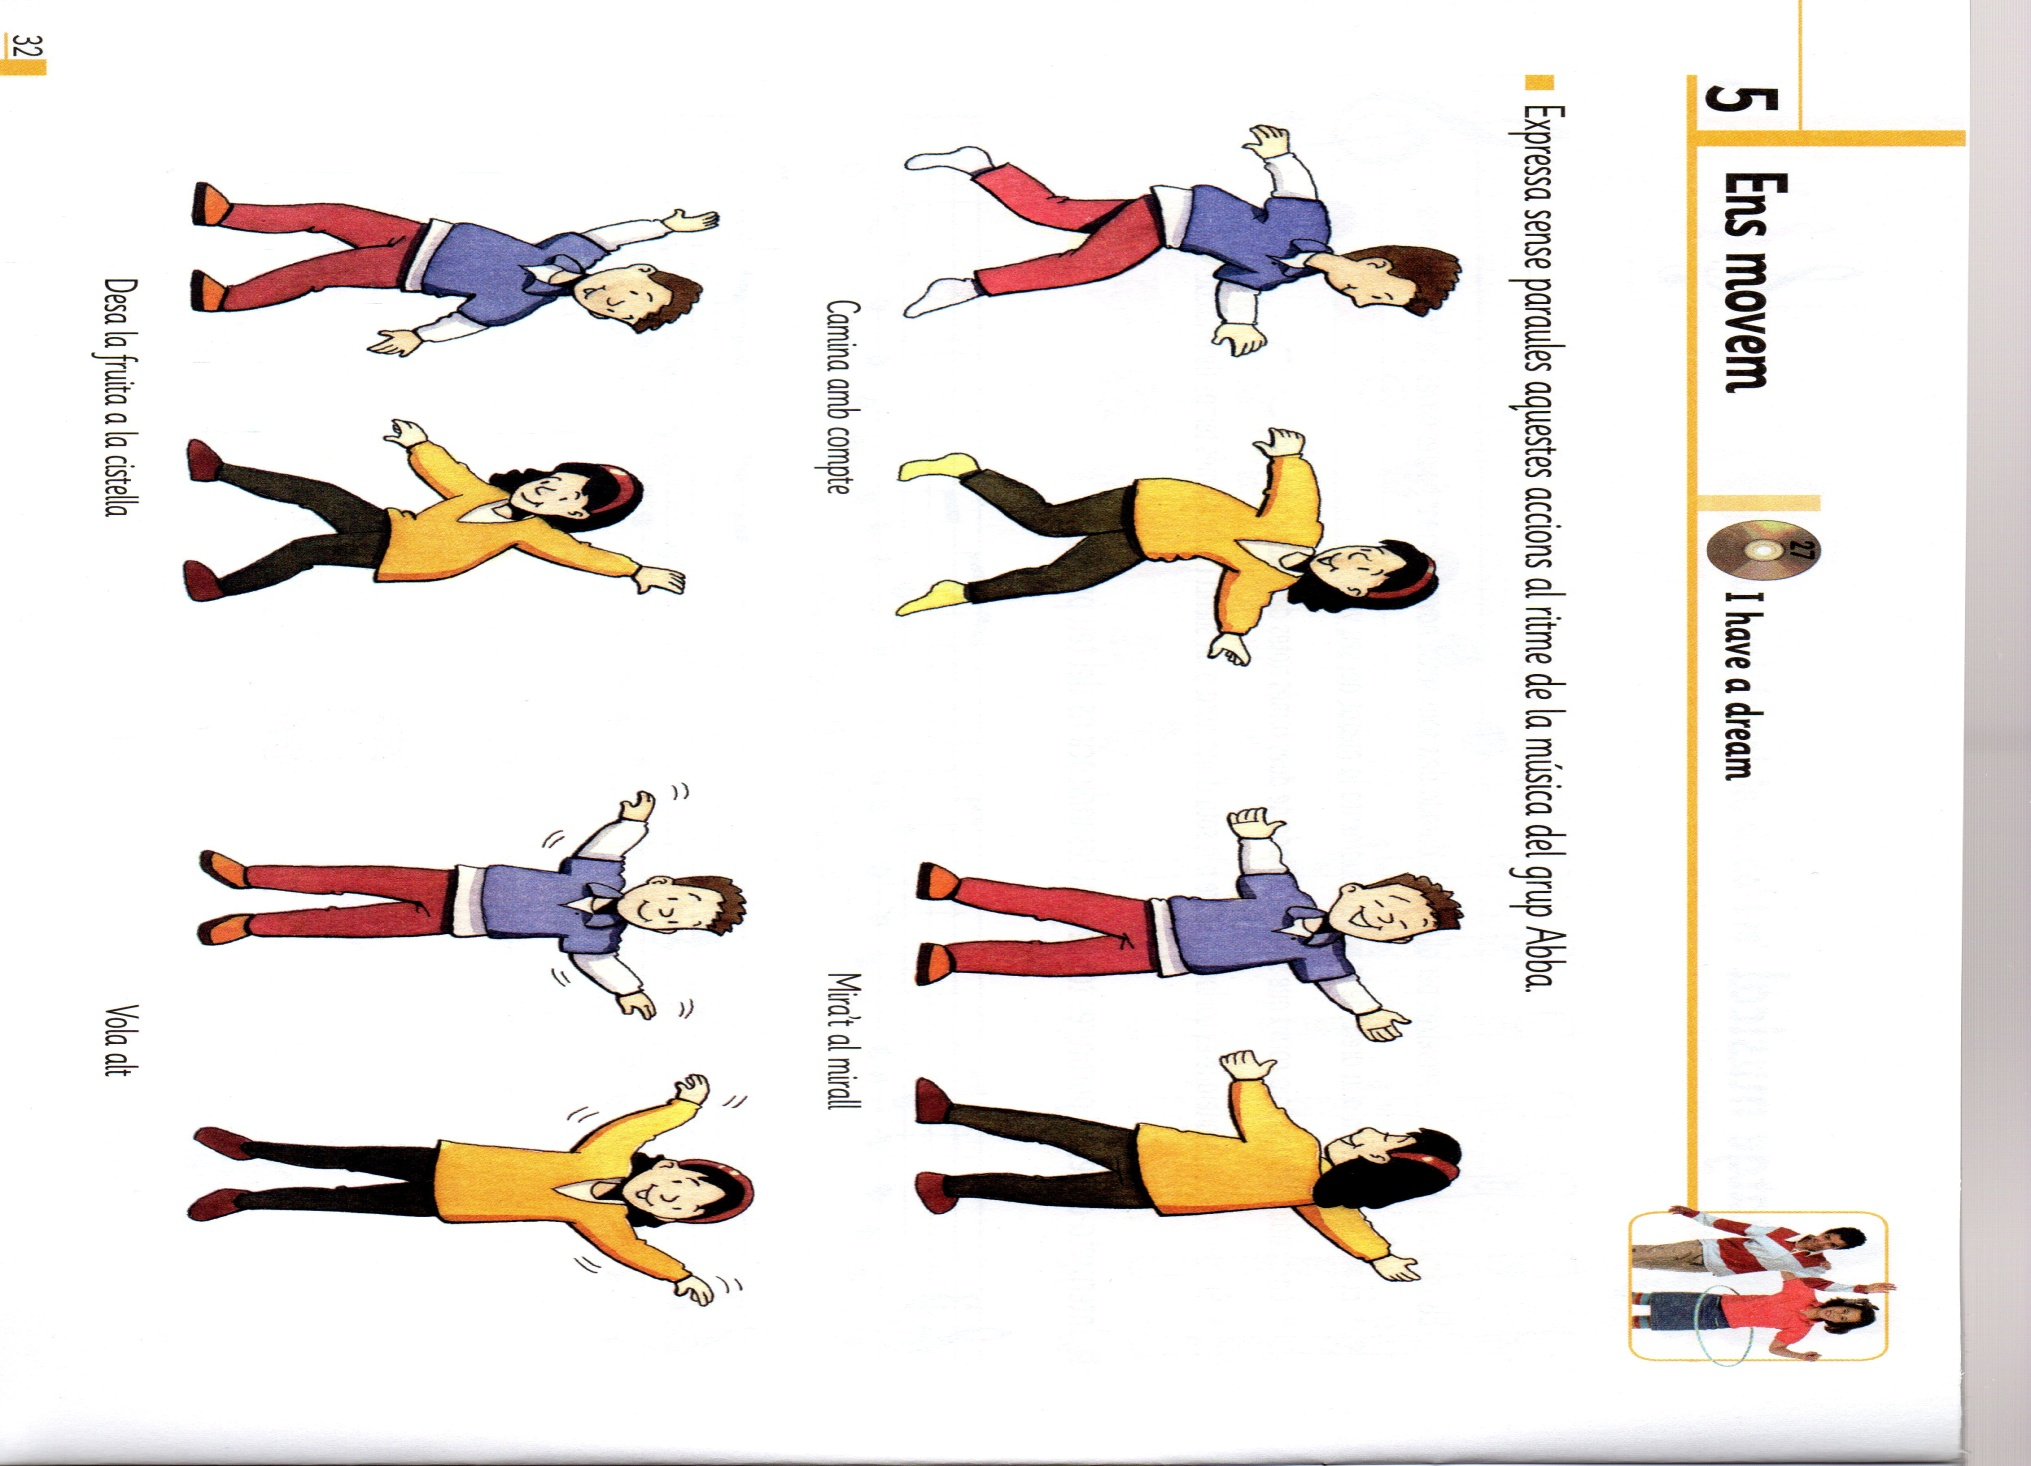 5 Ens movem
27 I have a dream
Expressa sense paraules aquestes accions al ritme de la música del grup Abba.
Camina amb compte
Mira't al mirall
Desa la fruita a la cistella
Vola alt
32